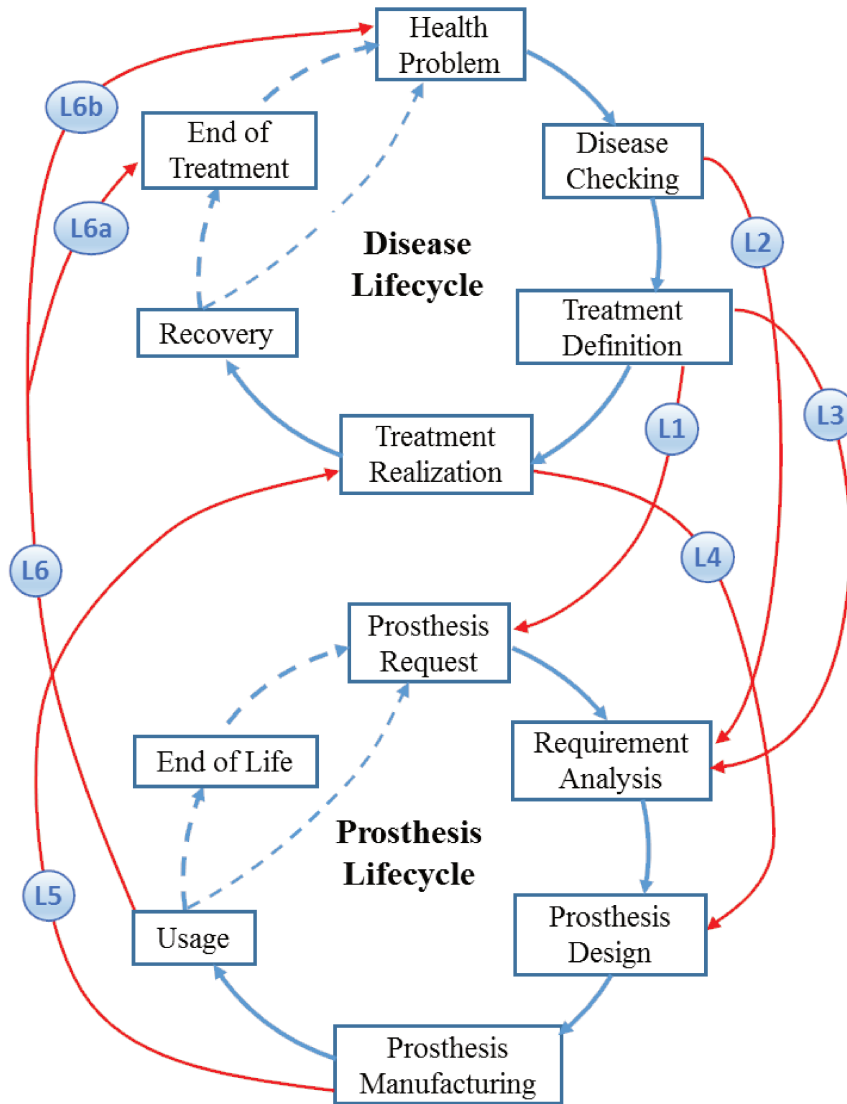 Health
Problem
L6b
End of
Treatment
Disease
Checking
L6a
L2
Disease
Lifecycle
Treatment
Definition
Recovery
L1
L3
Treatment
Realization
L6
L4
Prosthesis
Request
End of Life
Requirement
Analysis
Prosthesis
Lifecycle
L5
Usage
Prosthesis
Design
Prosthesis
Manufacturing